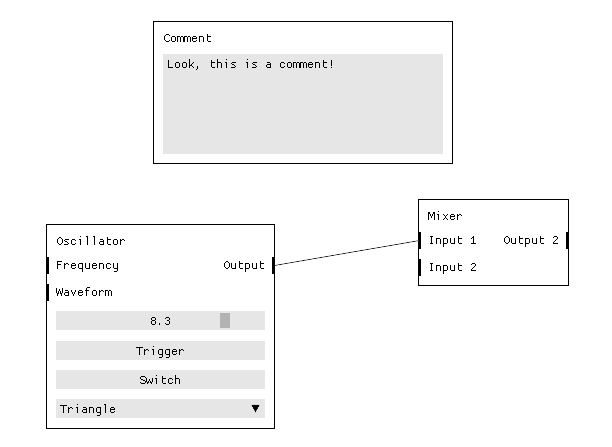 Comment
Look, this is a comment!
Mixer
Input 1 Output 2
Input 2
Oscillator
Frequency Output
Waveform
8.3
Trigger
Switch
Triangle